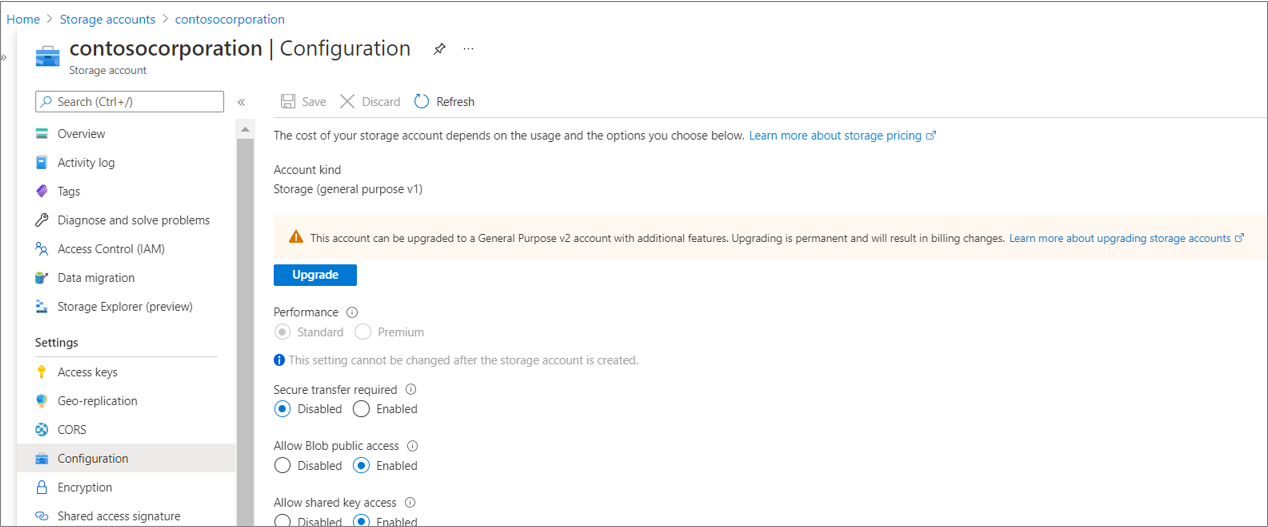 Home > Storage accounts > contosocorporation
»
contosocorporation | Configuration ...
Storage account
Search (Ctrl+/)
«
Overview
Activity log
Tags
Diagnose and solve problems
Access Control (IAM)
Data migration
Storage Explorer (preview)
Settings
Access keys
Geo-replication
CORS
Configuration
Encryption
Shared access signature
Save Discard Refresh
The cost of your storage account depends on the usage and the options you choose below. Learn more about storage pricing
Account kind
Storage (general purpose v1)
This account can be upgraded to a General Purpose v2 account with additional features. Upgrading is permanent and will result in billing changes. Learn more about upgrading storage accounts
Upgrade
Performance
Standard Premium
This setting cannot be changed after the storage account is created.
Secure transfer required
Disabled Enabled
Allow Blob public access
Disabled Enabled
Allow shared key access
Disabled Enabled